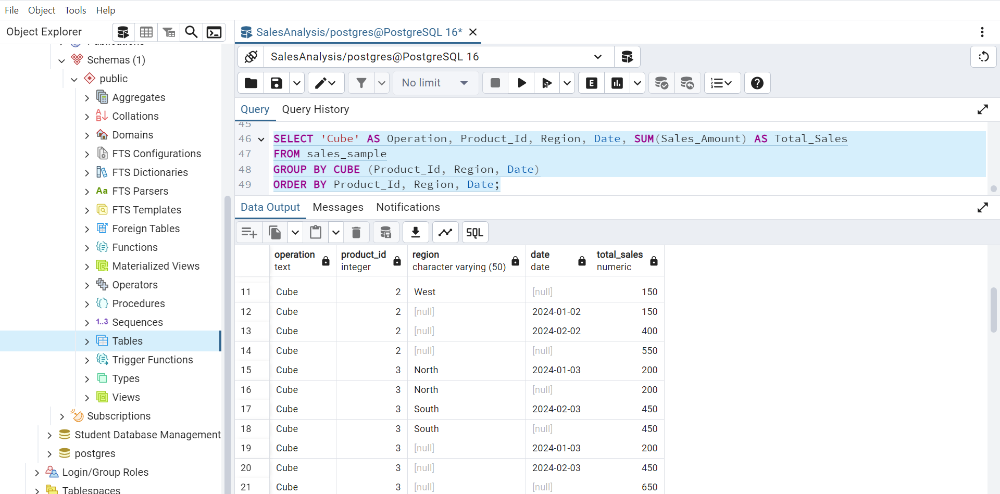 File Object Tools Help
Object Explorer
SalesAnalysis/postgres@PostgreSQL 16*
SalesAnalysis/postgres@PostgreSQL 16
No limit
Query Query History
Publications
Schemas (1)
public
Aggregates
Collations
Domains
FTS Configurations
FTS Dictionaries
Aa FTS Parsers
FTS Templates
Foreign Tables
Functions
Materialized Views
Operators
Procedures
1..3 Sequences
Tables
Trigger Functions
Types
Views
Subscriptions
Student Database Management
postgres
Login/Group Roles
Tablespaces
45
46 SELECT 'Cube' AS Operation, Product_Id, Region, Date, SUM(Sales_Amount) AS Total_Sales
47 FROM sales_sample
48 GROUP BY CUBE (Product_Id, Region, Date)
49 ORDER BY Product_Id, Region, Date;
Data Output Messages Notifications
SQL
operation product_id region date total_sales
text integer character varying (50) date numeric
11 Cube 2 West [null] 150
12 Cube 2 [null] 2024-01-02 150
13 Cube 2 [null] 2024-02-02 400
14 Cube 2 [null] [null] 550
15 Cube 3 North 2024-01-03 200
16 Cube 3 North [null] 200
17 Cube 3 South 2024-02-03 450
18 Cube 3 South [null] 450
19 Cube 3 [null] 2024-01-03 200
20 Cube 3 [null] 2024-02-03 450
21 Cube 3 [null] [null] 650